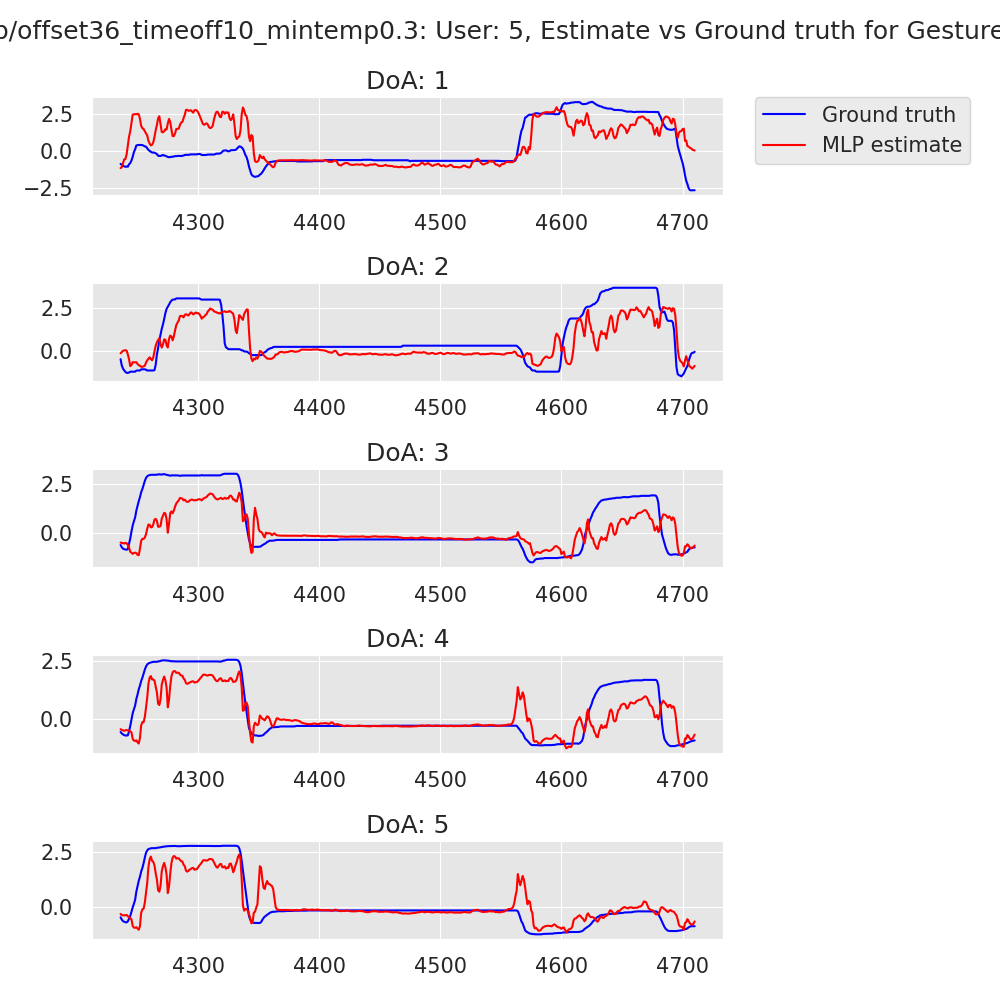 o/offset36_timeoff10_mintemp0.3: User: 5, Estimate vs Ground truth for Gesture
DoA: 1
Ground truth
MLP estimate
2.5
0.0
−2.5
4300 4400 4500 4600 4700
DoA: 2
2.5
0.0
4300 4400 4500 4600 4700
DoA: 3
2.5
0.0
4300 4400 4500 4600 4700
DoA: 4
2.5
0.0
4300 4400 4500 4600 4700
DoA: 5
2.5
0.0
4300 4400 4500 4600 4700